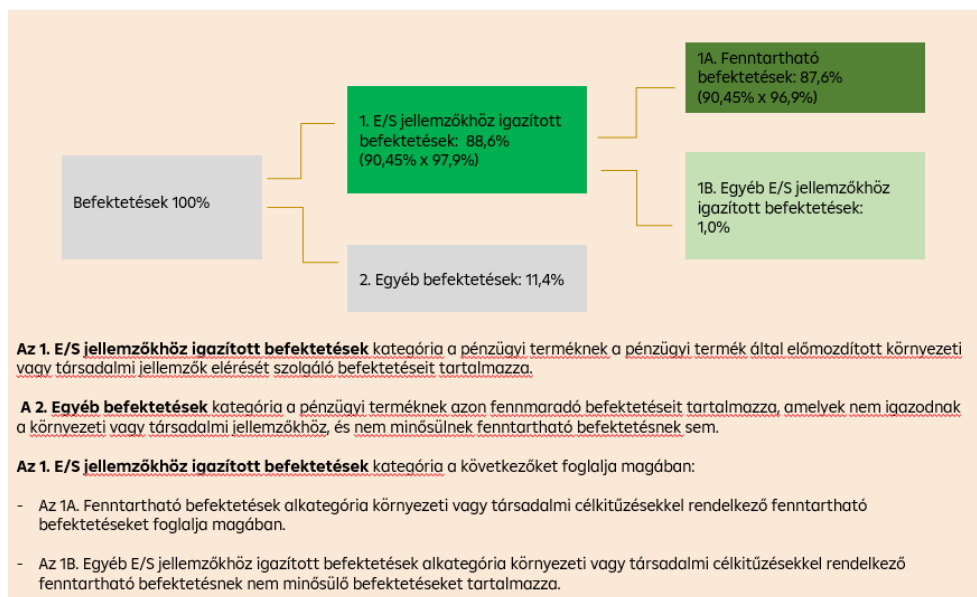 1A. Fenntartható
befektetések: 87,6%
(90,45% x 96,9%)
1. E/S jellemzőkhöz igazított
befektetések:  88,6%
(90,45% x 97,9%)
Befektetések 100%
1B. Egyéb E/S jellemzőkhöz
igazított befektetések:
1,0%
2. Egyéb befektetések: 11,4%
Az 1. E/S jellemzőkhöz igazított befektetések kategória a pénzügyi terméknek a pénzügyi termék által előmozdított környezeti
vagy társadalmi jellemzők elérését szolgáló befektetéseit tartalmazza.
A 2. Egyéb befektetések kategória a pénzügyi terméknek azon fennmaradó befektetéseit tartalmazza, amelyek nem igazodnak
a környezeti vagy társadalmi jellemzőkhöz, és nem minősülnek fenntartható befektetésnek sem.
Az 1. E/S jellemzőkhöz igazított befektetések kategória a következőket foglalja magában:
- Az 1A. Fenntartható befektetések alkategória környezeti vagy társadalmi célkitűzésekkel rendelkező fenntartható
befektetéseket foglalja magában.
- Az 1B. Egyéb E/S jellemzőkhöz igazított befektetések alkategória környezeti vagy társadalmi célkitűzésekkel rendelkező
fenntartható befektetésnek nem minősülő befektetéseket tartalmazza.